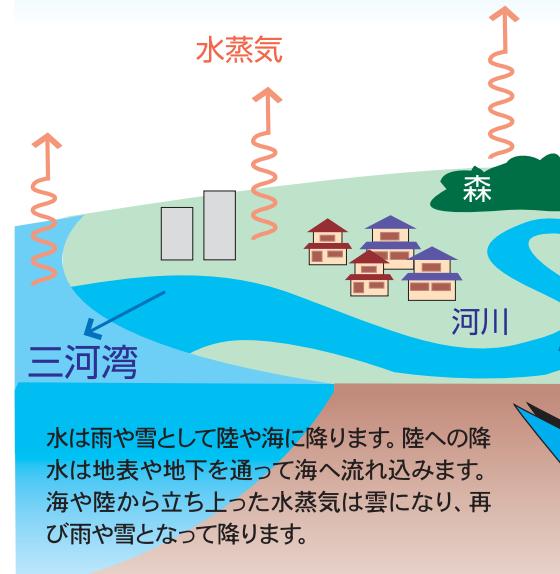 水蒸気
森
河川
三河湾
水は雨や雪として陸や海に降ります。陸への降
水は地表や地下を通って海へ流れ込みます。
海や陸から立ち上った水蒸気は雲になり、再
び雨や雪となって降ります。